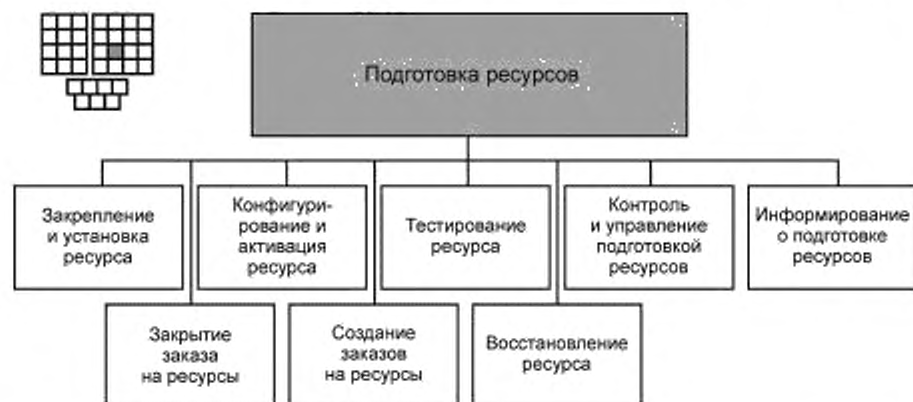 Подготовка ресурсов
Закрепление
и установка
ресурса
Конфигури-
рование и
активация
ресурса
Тестирование
ресурса
Контроль
и управление
подготовкой
ресурсов
Информирование
о подготовке
ресурсов
Закрытие
заказа
на ресурсы
Создание
заказов
на ресурсы
Восстановление
ресурса